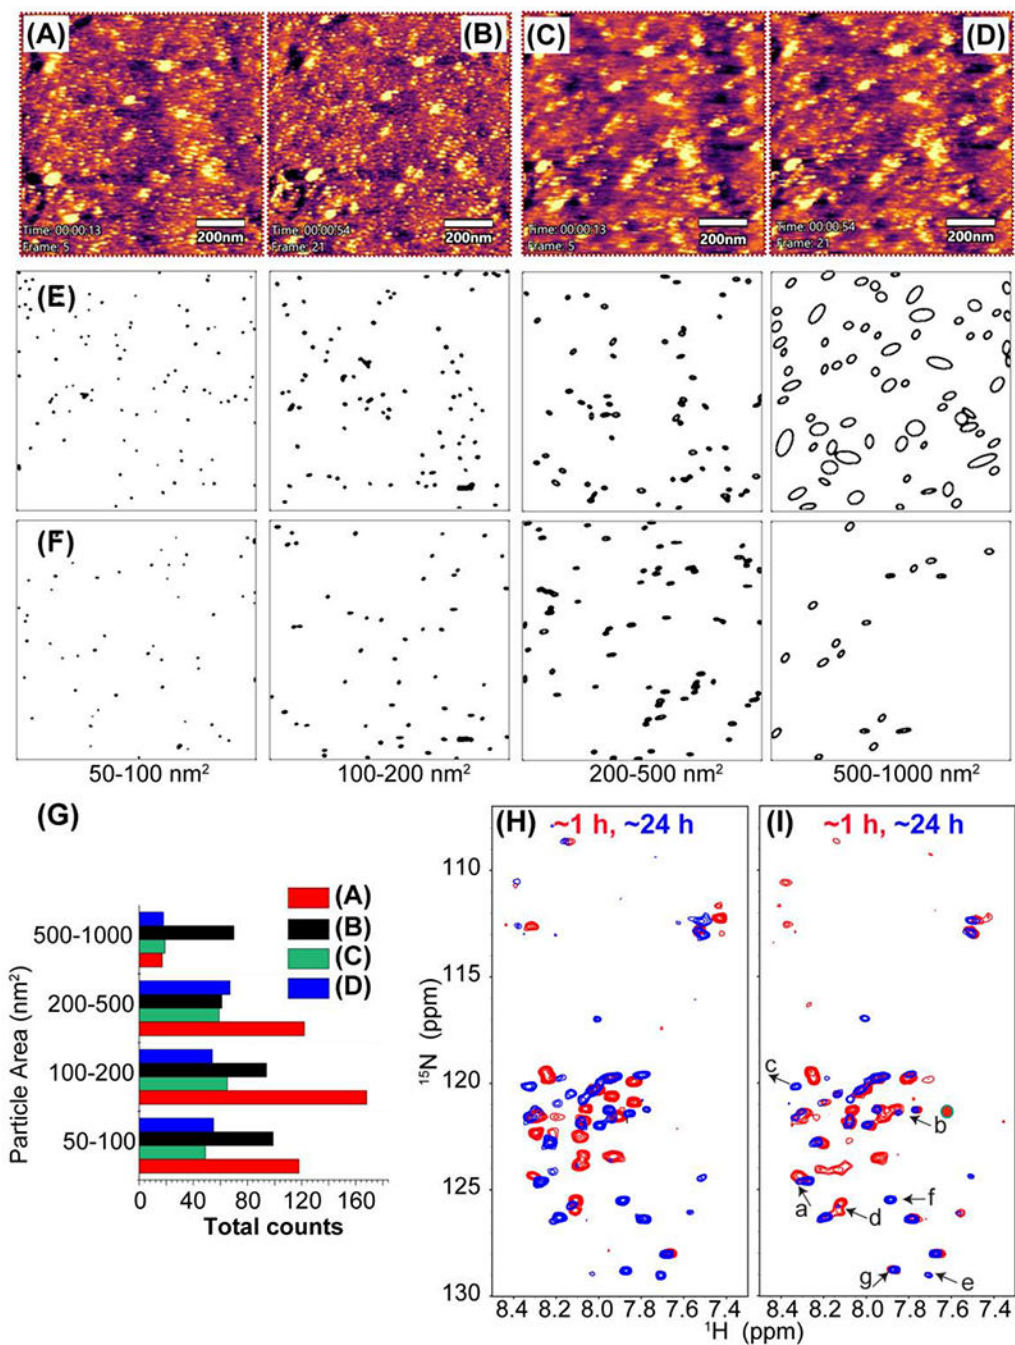 (A)
(B)
(C)
(D)
Time: 00:00:13
Frame: 5
200nm
Time: 00:00:54
Frame: 21
200nm
Time: 00:00:13
Frame: 5
200nm
Time: 00:00:54
Frame: 21
200nm
(E)
(F)
50-100 nm²
100-200 nm²
200-500 nm²
500-1000 nm²
(G)
(A)
(B)
(C)
(D)
Particle Area (nm²)
500-1000
200-500
100-200
50-100
0 40 80 120 160
Total counts
(H) ~1 h, ~24 h
(I) ~1 h, ~24 h
¹⁵N (ppm)
110
115
120
125
130
c
b
a
d
f
g
e
8.4 8.2 8.0 7.8 7.6 7.4
8.4 8.2 8.0 7.8 7.6 7.4
¹H (ppm)